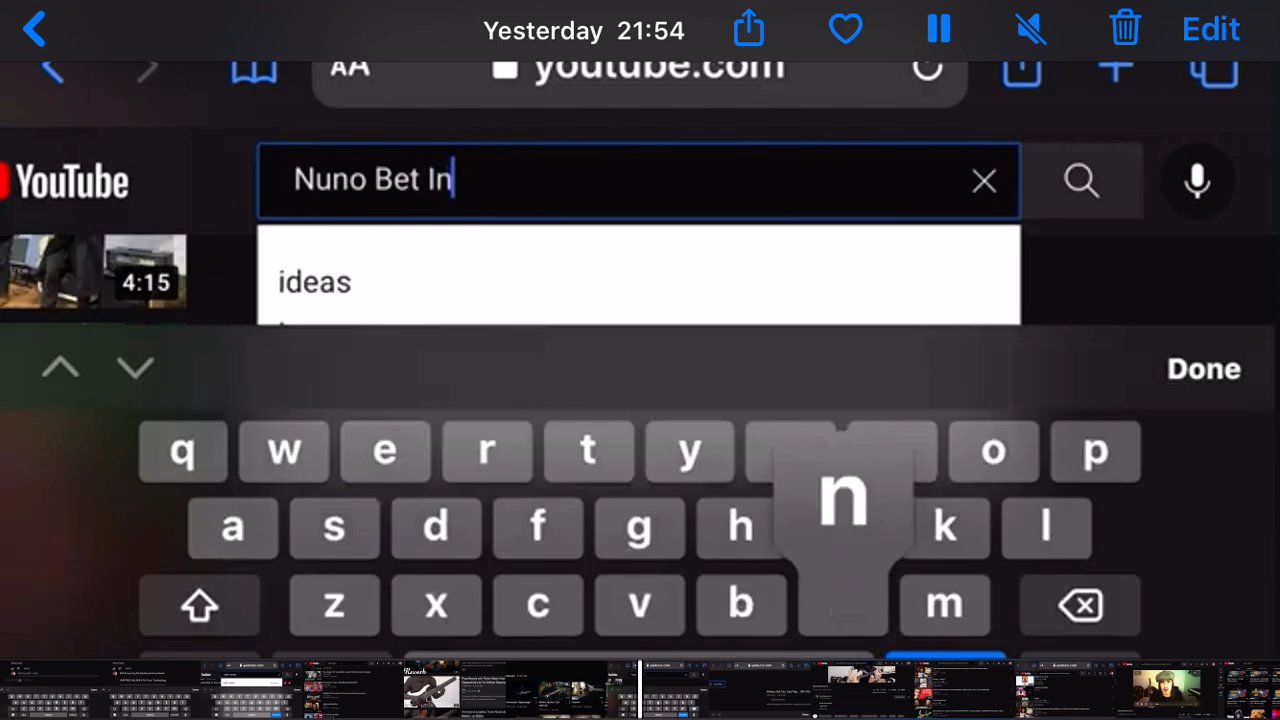 Yesterday 21:54
Edit
AA youtube.com
YouTube
Nuno Bet In
4:15
ideas
Done
q w e r t y o p
n
a s d f g h k l
z x c v b m